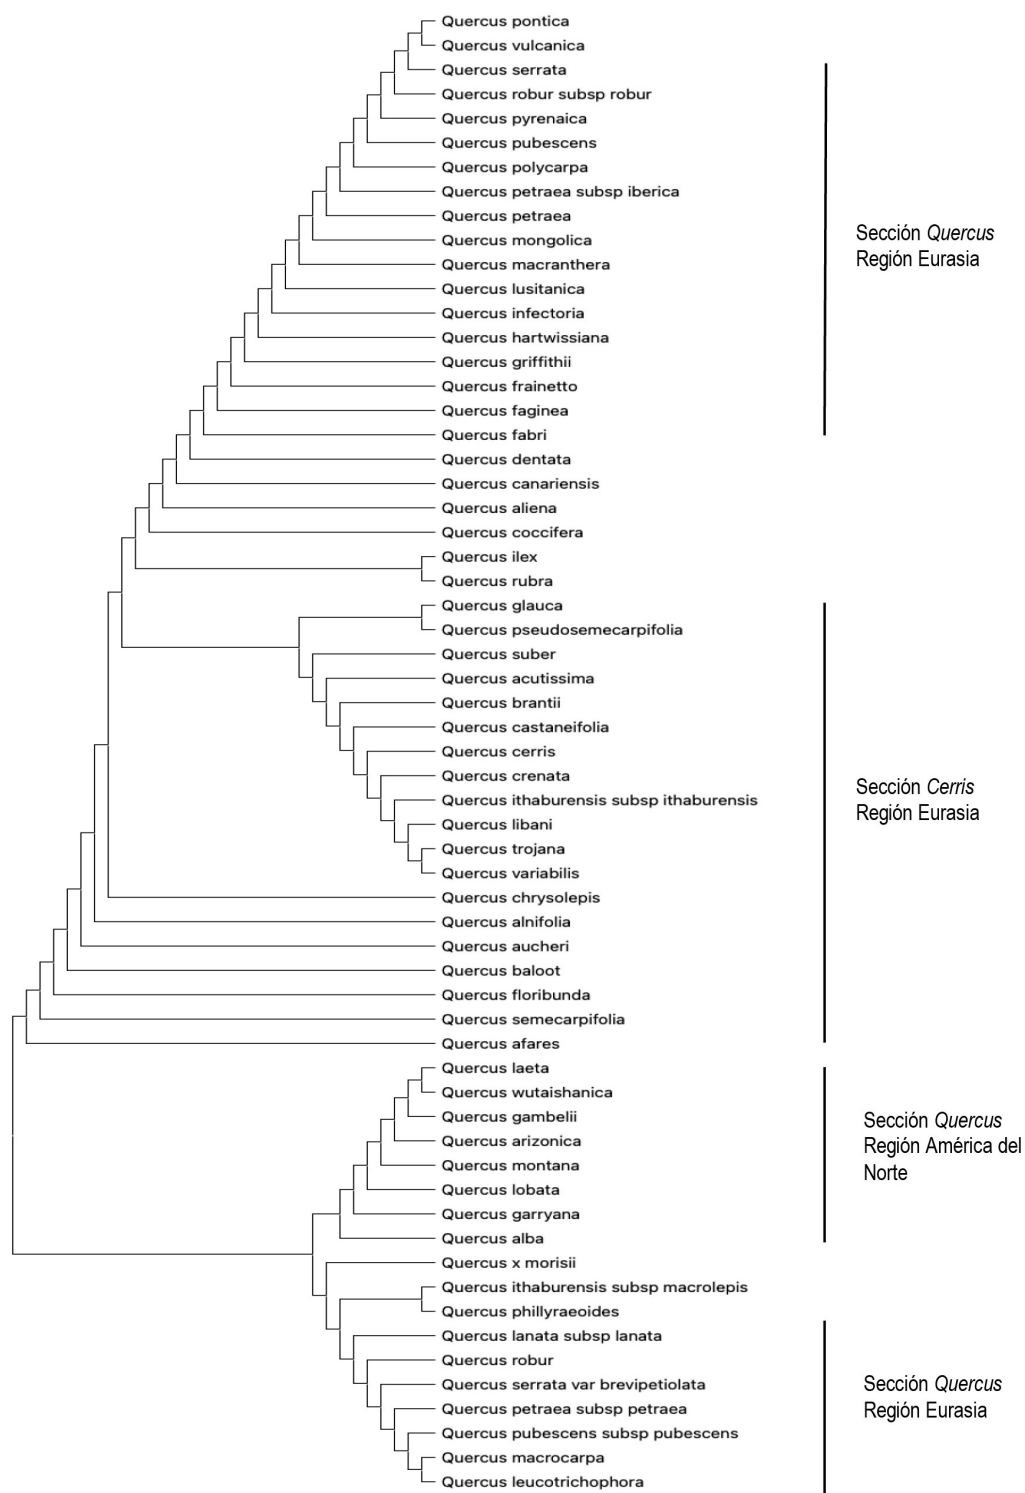 Quercus pontica
Quercus vulcanica
Quercus serrata
Quercus robur subsp robur
Quercus pyrenaica
Quercus pubescens
Quercus polycarpa
Quercus petraea subsp iberica
Quercus petraea
Quercus mongolica
Quercus macranthera
Quercus lusitanica
Quercus infectoria
Quercus hartwissiana
Quercus griffithii
Quercus frainetto
Quercus faginea
Quercus fabri
Quercus dentata
Quercus canariensis
Quercus aliena
Quercus coccifera
Quercus ilex
Quercus rubra
Quercus glauca
Quercus pseudosemecarpifolia
Quercus suber
Quercus acutissima
Quercus brantii
Quercus castaneifolia
Quercus cerris
Quercus crenata
Quercus ithaburensis subsp ithaburensis
Quercus libani
Quercus trojana
Quercus variabilis
Quercus chrysolepis
Quercus alnifolia
Quercus aucheri
Quercus baloot
Quercus floribunda
Quercus semecarpifolia
Quercus afares
Quercus laeta
Quercus wutaishanica
Quercus gambelii
Quercus arizonica
Quercus montana
Quercus lobata
Quercus garryana
Quercus alba
Quercus x morisii
Quercus ithaburensis subsp macrolepis
Quercus phillyraeoides
Quercus lanata subsp lanata
Quercus robur
Quercus serrata var brevipetiolata
Quercus petraea subsp petraea
Quercus pubescens subsp pubescens
Quercus macrocarpa
Quercus leucotrichophora
Sección Quercus
Región Eurasia
Sección Cerris
Región Eurasia
Sección Quercus
Región América del
Norte
Sección Quercus
Región Eurasia